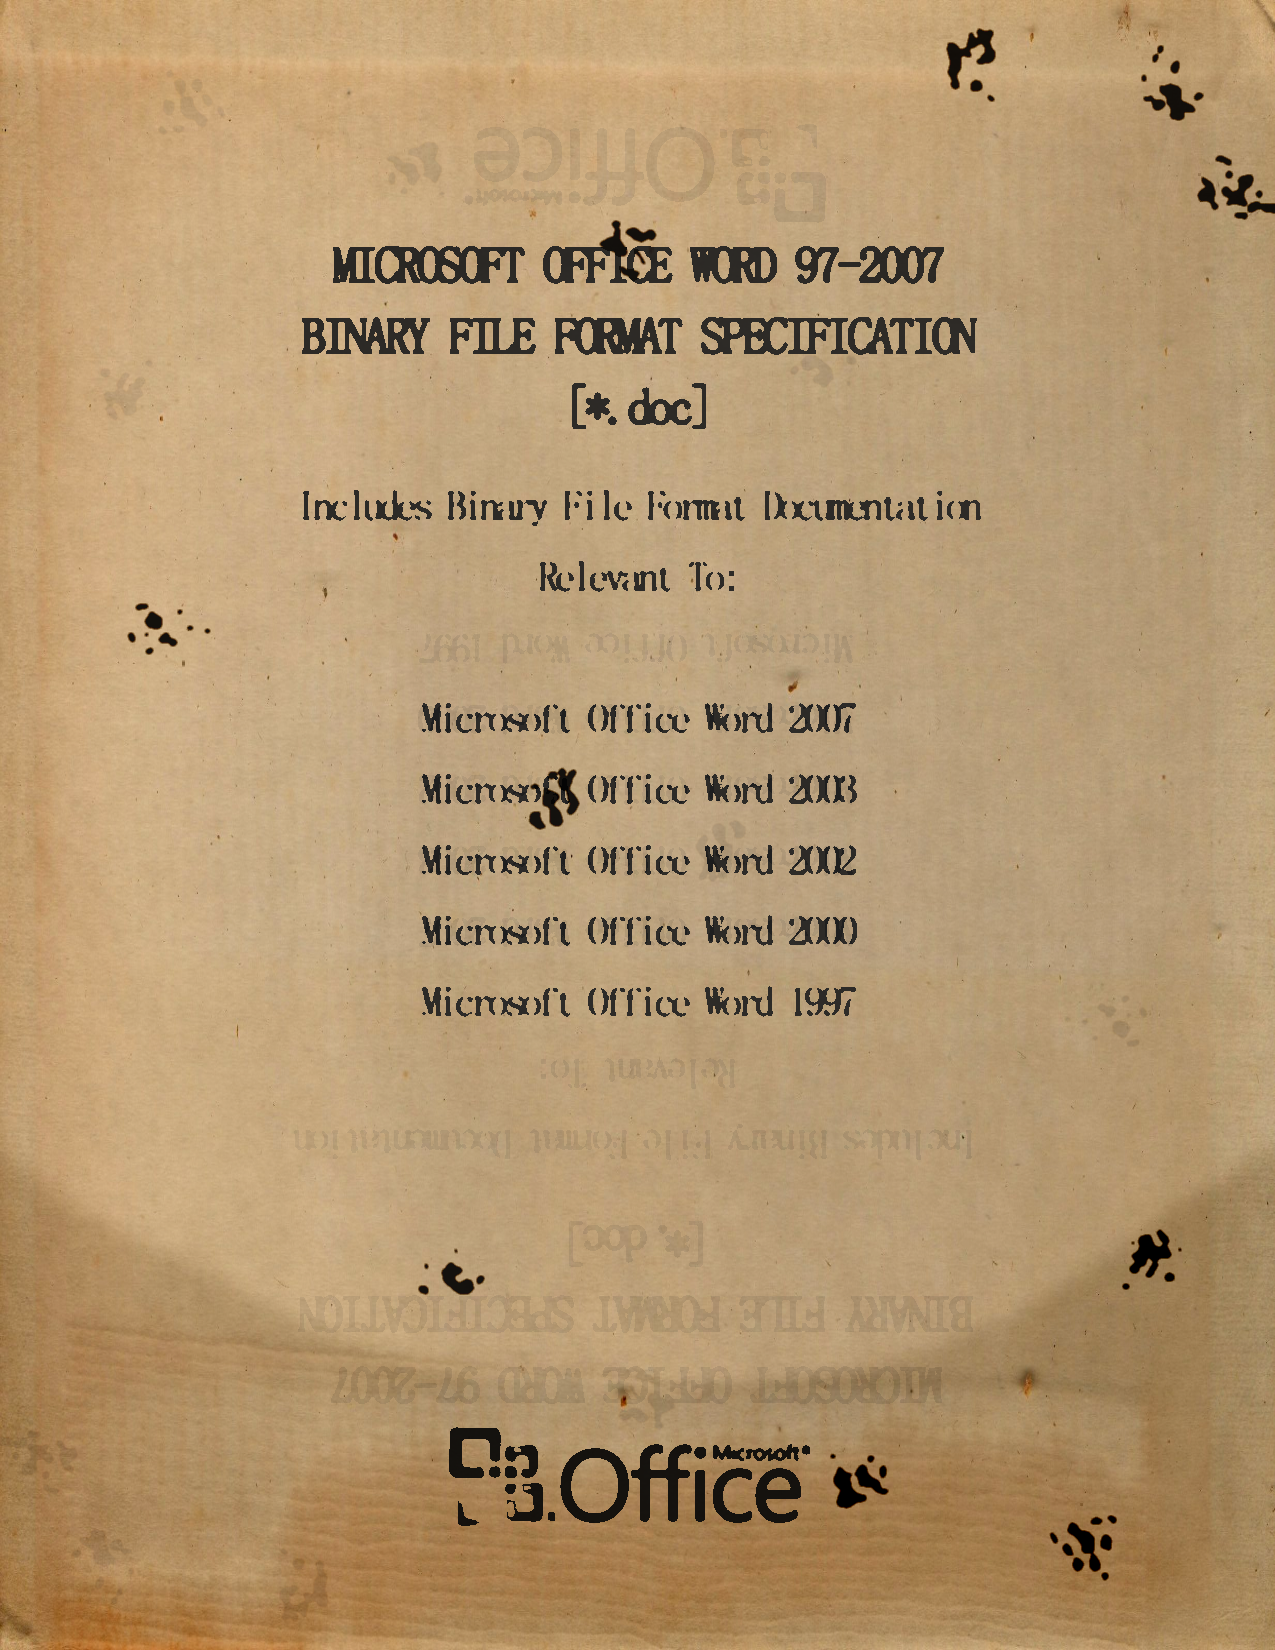 MICROSOFT OFFICE WORD 97-2007
BINARY FILE FORMAT SPECIFICATION
[*.doc]
Includes Binary File Format Documentation
Relevant To:
Microsoft Office Word 2007
Microsoft Office Word 2003
Microsoft Office Word 2002
Microsoft Office Word 2000
Microsoft Office Word 1997
Microsoft®
Office